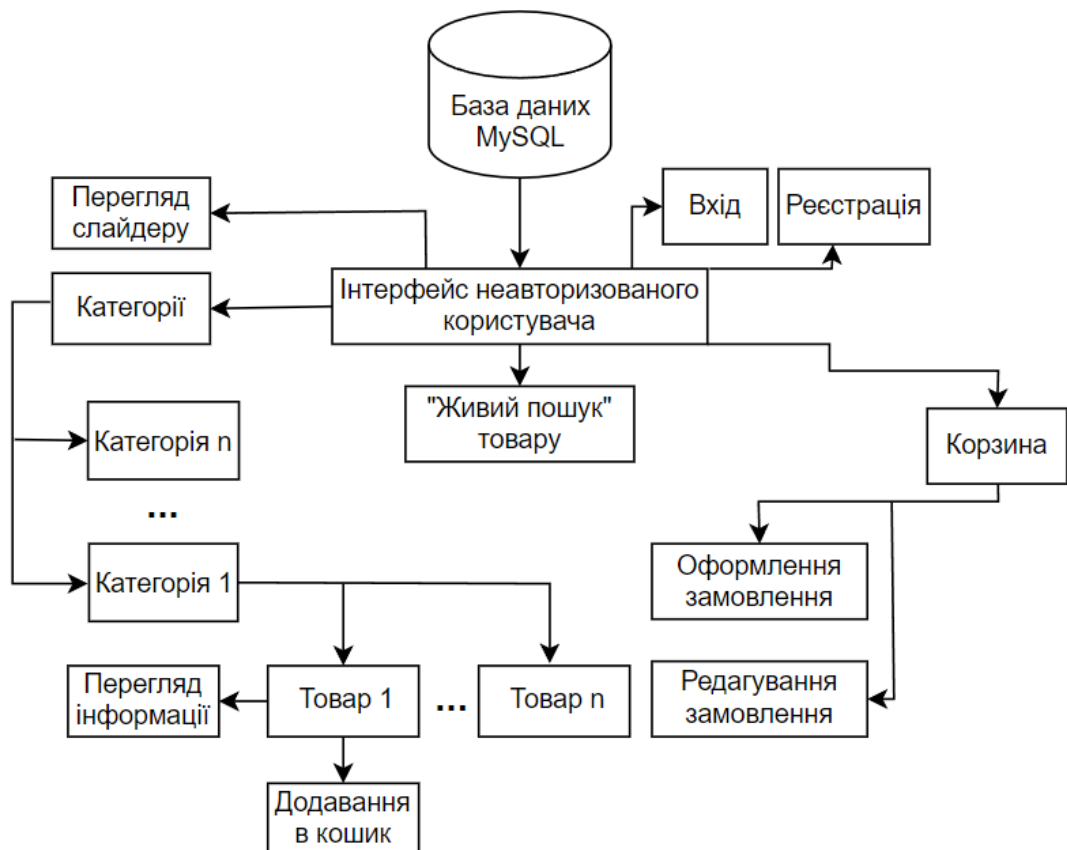 База даних
MySQL
Перегляд
слайдеру
Вхід
Реєстрація
Категорії
Інтерфейс неавторизованого
користувача
"Живий пошук"
товару
Категорія n
...
Корзина
Категорія 1
Оформлення
замовлення
Перегляд
інформації
Товар 1
...
Товар n
Редагування
замовлення
Додавання
в кошик